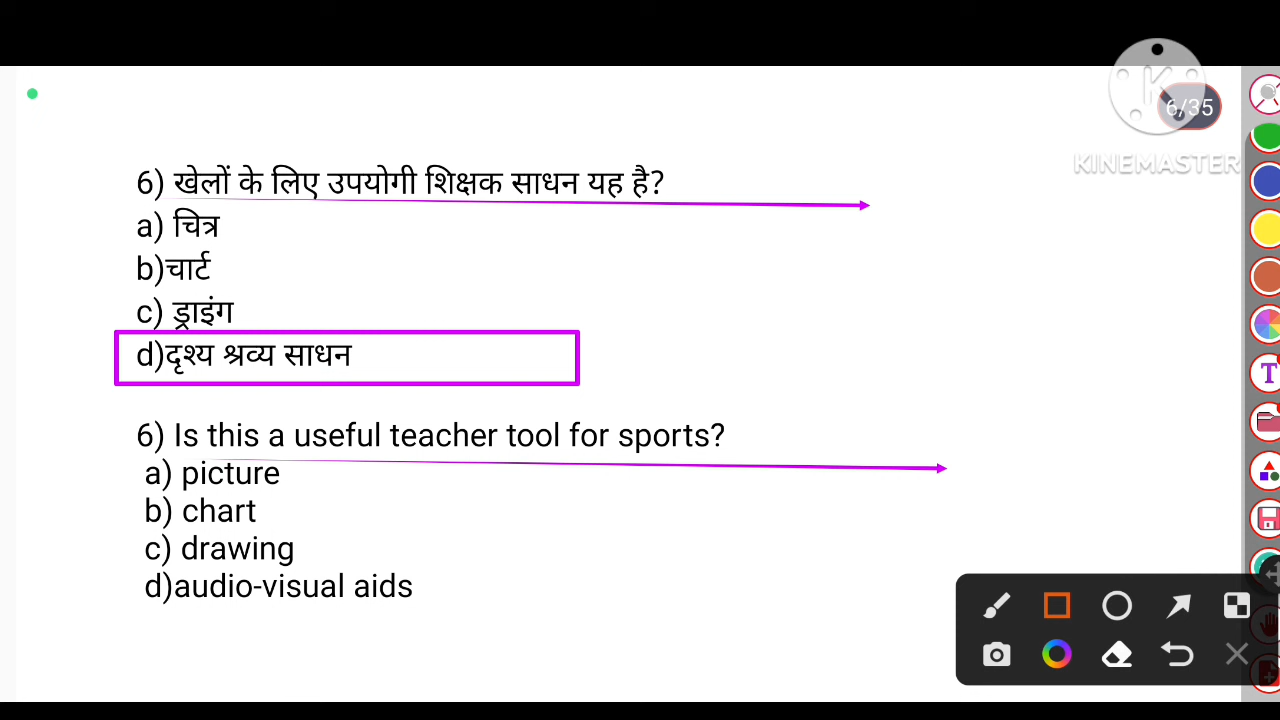 6/35
KINEMASTER
6) खेलों के लिए उपयोगी शिक्षक साधन यह है?
a) चित्र
b)चार्ट
c) ड्राइंग
d)दृश्य श्रव्य साधन
6) Is this a useful teacher tool for sports?
a) picture
b) chart
c) drawing
d)audio-visual aids
T